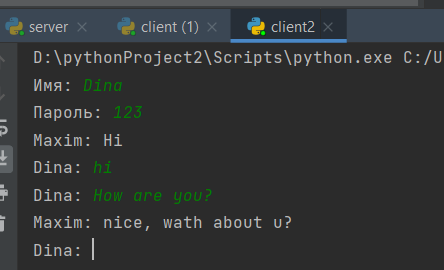 server client (1) client2
D:\pythonProject2\Scripts\python.exe C:/U
Имя: Dina
Пароль: 123
Maxim: Hi
Dina: hi
Dina: How are you?
Maxim: nice, wath about u?
Dina: